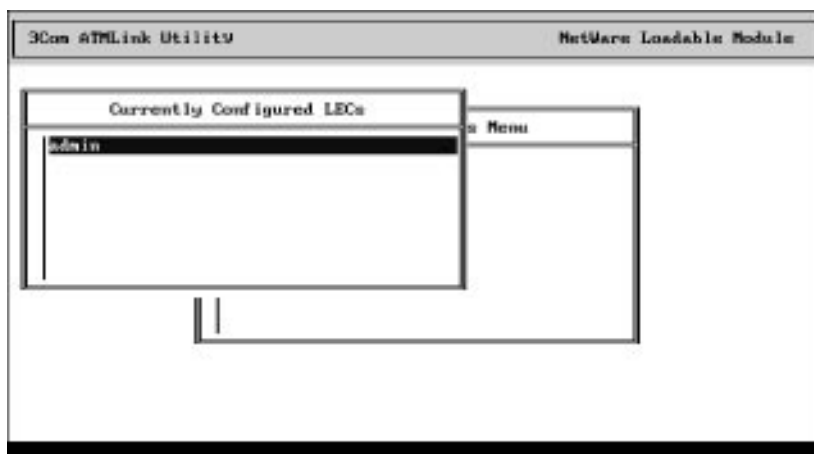 3Com ATMLink Utility NetWare Loadable Module
Currently Configured LECs
s Menu
admin